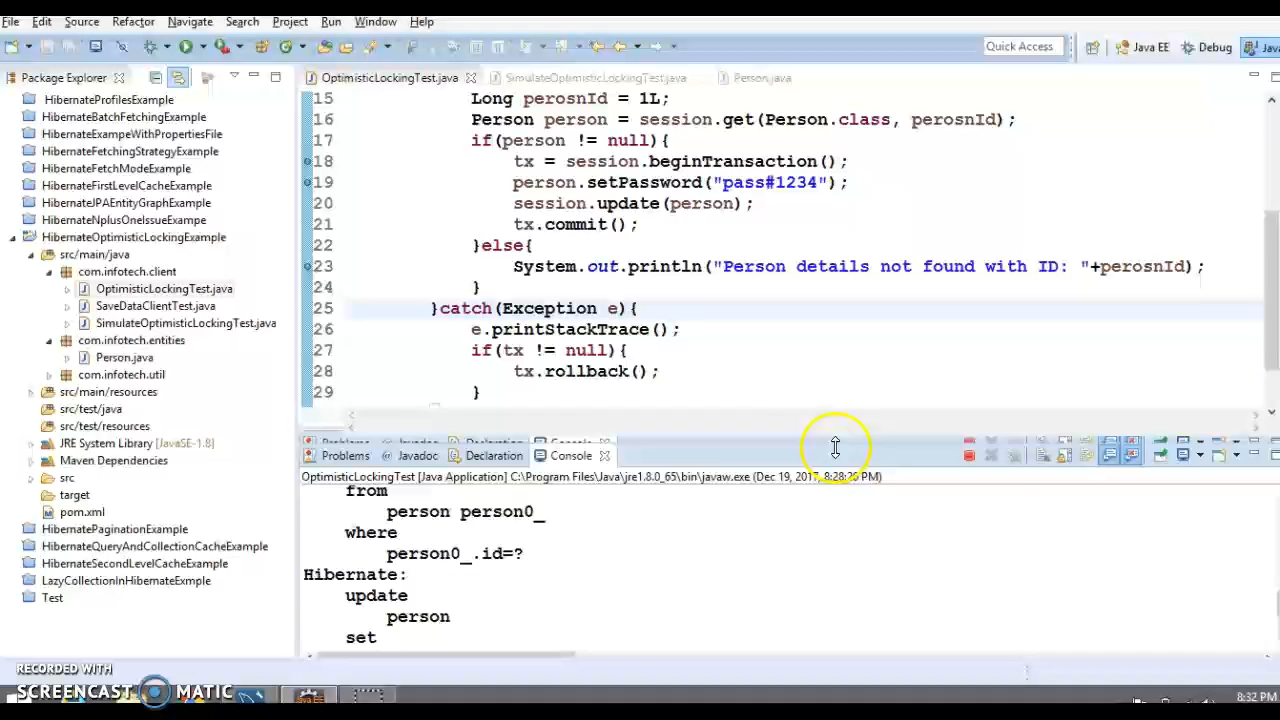 File Edit Source Refactor Navigate Search Project Run Window Help
Quick Access Java EE Debug Java
Package Explorer OptimisticLockingTest.java SimulateOptimisticLockingTest.java Person.java
HibernateProfilesExample
HibernateBatchFetchingExample
HibernateExampeWithPropertiesFile
HibernateFetchingStrategyExample
HibernateFetchModeExample
HibernateFirstLevelCacheExample
HibernateJPAEntityGraphExample
HibernateNplusOneIssueExampe
HibernateOptimisticLockingExample
src/main/java
com.infotech.client
OptimisticLockingTest.java
SaveDataClientTest.java
SimulateOptimisticLockingTest.java
com.infotech.entities
Person.java
com.infotech.util
src/main/resources
src/test/java
src/test/resources
JRE System Library [JavaSE-1.8]
Maven Dependencies
src
target
pom.xml
HibernatePaginationExample
HibernateQueryAndCollectionCacheExample
HibernateSecondLevelCacheExample
LazyCollectionInHibernateExmple
Test
15 Long perosnId = 1L;
16 Person person = session.get(Person.class, perosnId);
17 if(person != null){
18 tx = session.beginTransaction();
19 person.setPassword("pass#1234");
20 session.update(person);
21 tx.commit();
22 }else{
23 System.out.println("Person details not found with ID: "+perosnId);
24 }
25 }catch(Exception e){
26 e.printStackTrace();
27 if(tx != null){
28 tx.rollback();
29 }
Problems Javadoc Declaration Console
Problems Javadoc Declaration Console
OptimisticLockingTest [Java Application] C:\Program Files\Java\jre1.8.0_65\bin\javaw.exe (Dec 19, 2017, 8:28:20 PM)
from
person person0_
where
person0_.id=?
Hibernate:
update
person
set
RECORDED WITH
SCREENCAST MATIC
8:32 PM